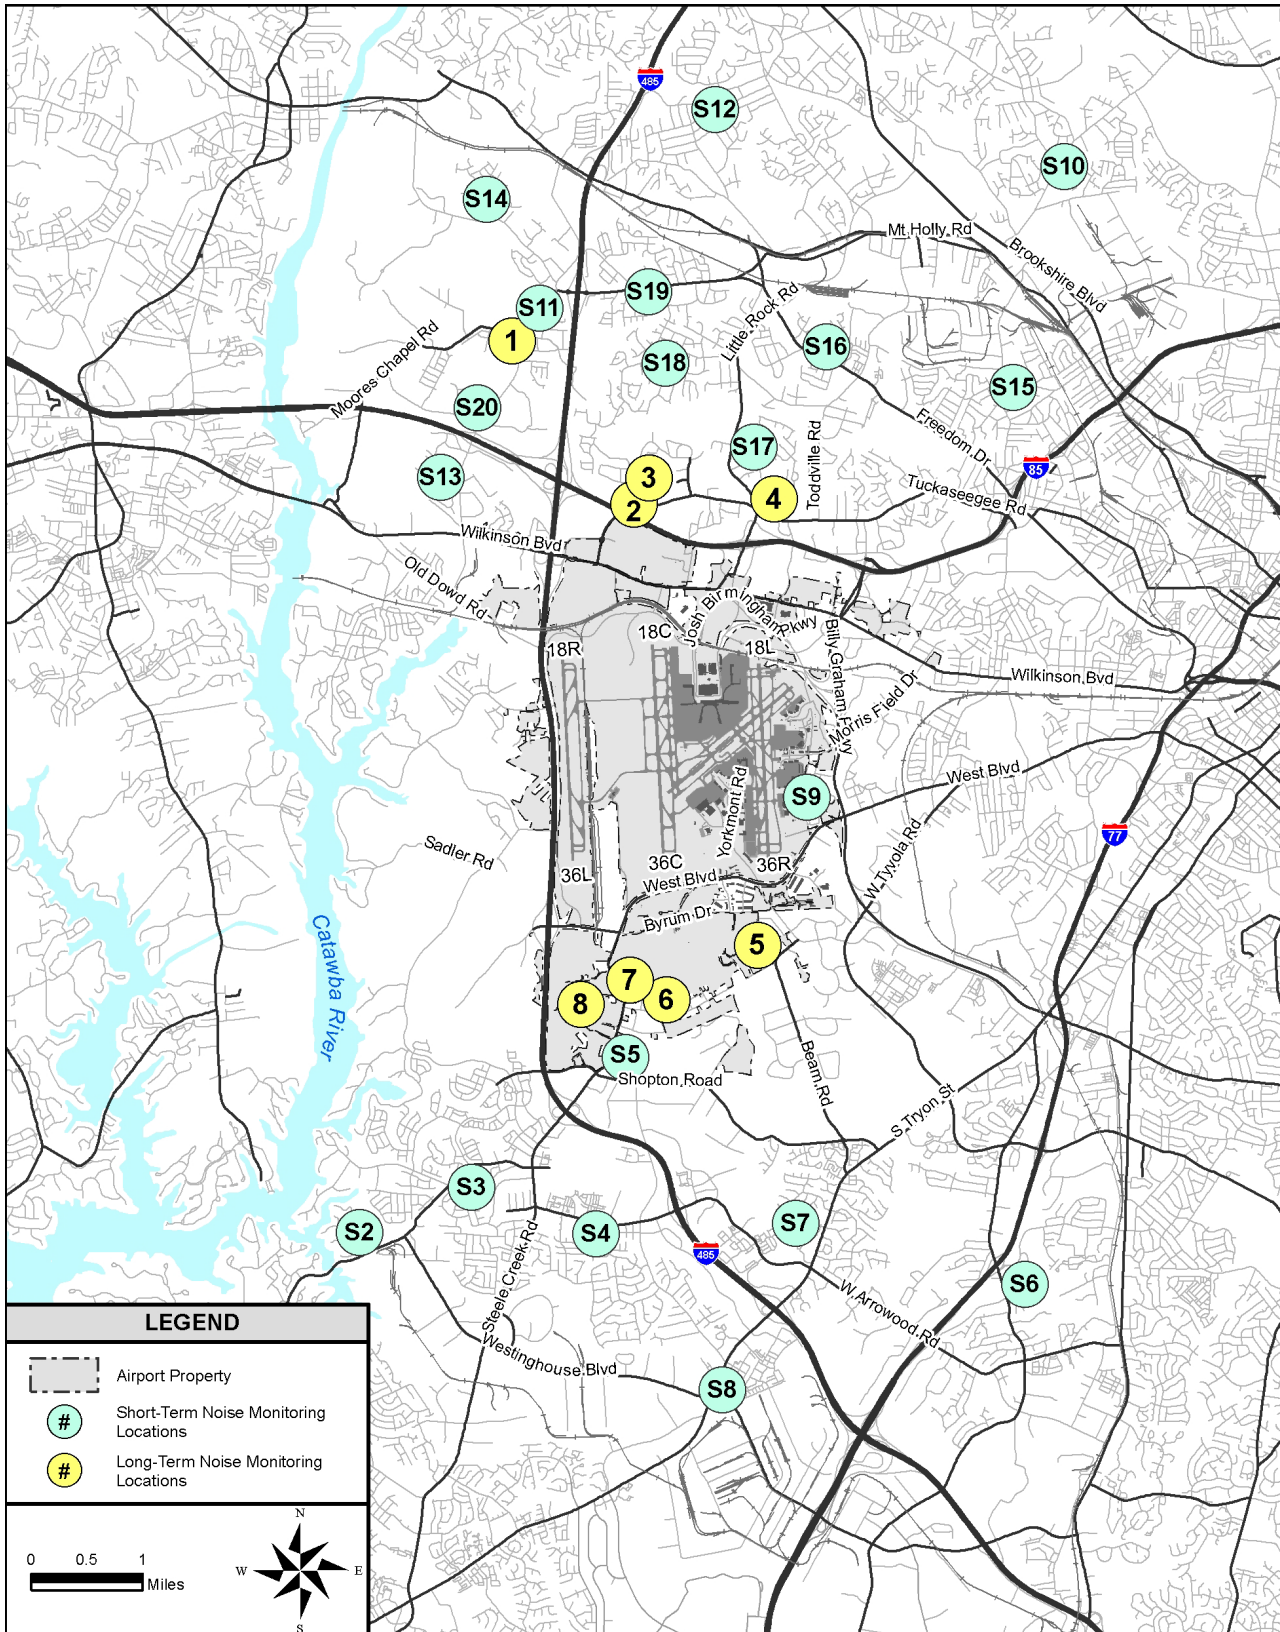 485
S12
S10
S14
Mt Holly Rd
Brookshire Blvd
S19
S11
Little Rock Rd
1
Moores Chapel Rd
S18
S16
S15
S20
Freedom Dr
S17
Toddville Rd
85
S13
3
2
4
Tuckaseegee Rd
Wilkinson Bvd
Old Dowd Rd
Josh Birmingham Pkwy
18R
18C
18L
Billy Graham Pkwy
Morris Field Dr
Wilkinson Bvd
West Blvd
S9
Yorkmont Rd
77
Sadler Rd
W Tyvola Rd
36L
36C
36R
West Blvd
Byrum Dr
Catawba River
5
7
6
8
S5
Shopton Road
Beam Rd
S Tryon St
S3
S2
S4
S7
485
Steele Creek Rd
S6
W Arrowood Rd
Westinghouse Blvd
S8
LEGEND
Airport Property
# Short-Term Noise Monitoring
Locations
# Long-Term Noise Monitoring
Locations
N
W E
S
0 0.5 1
Miles